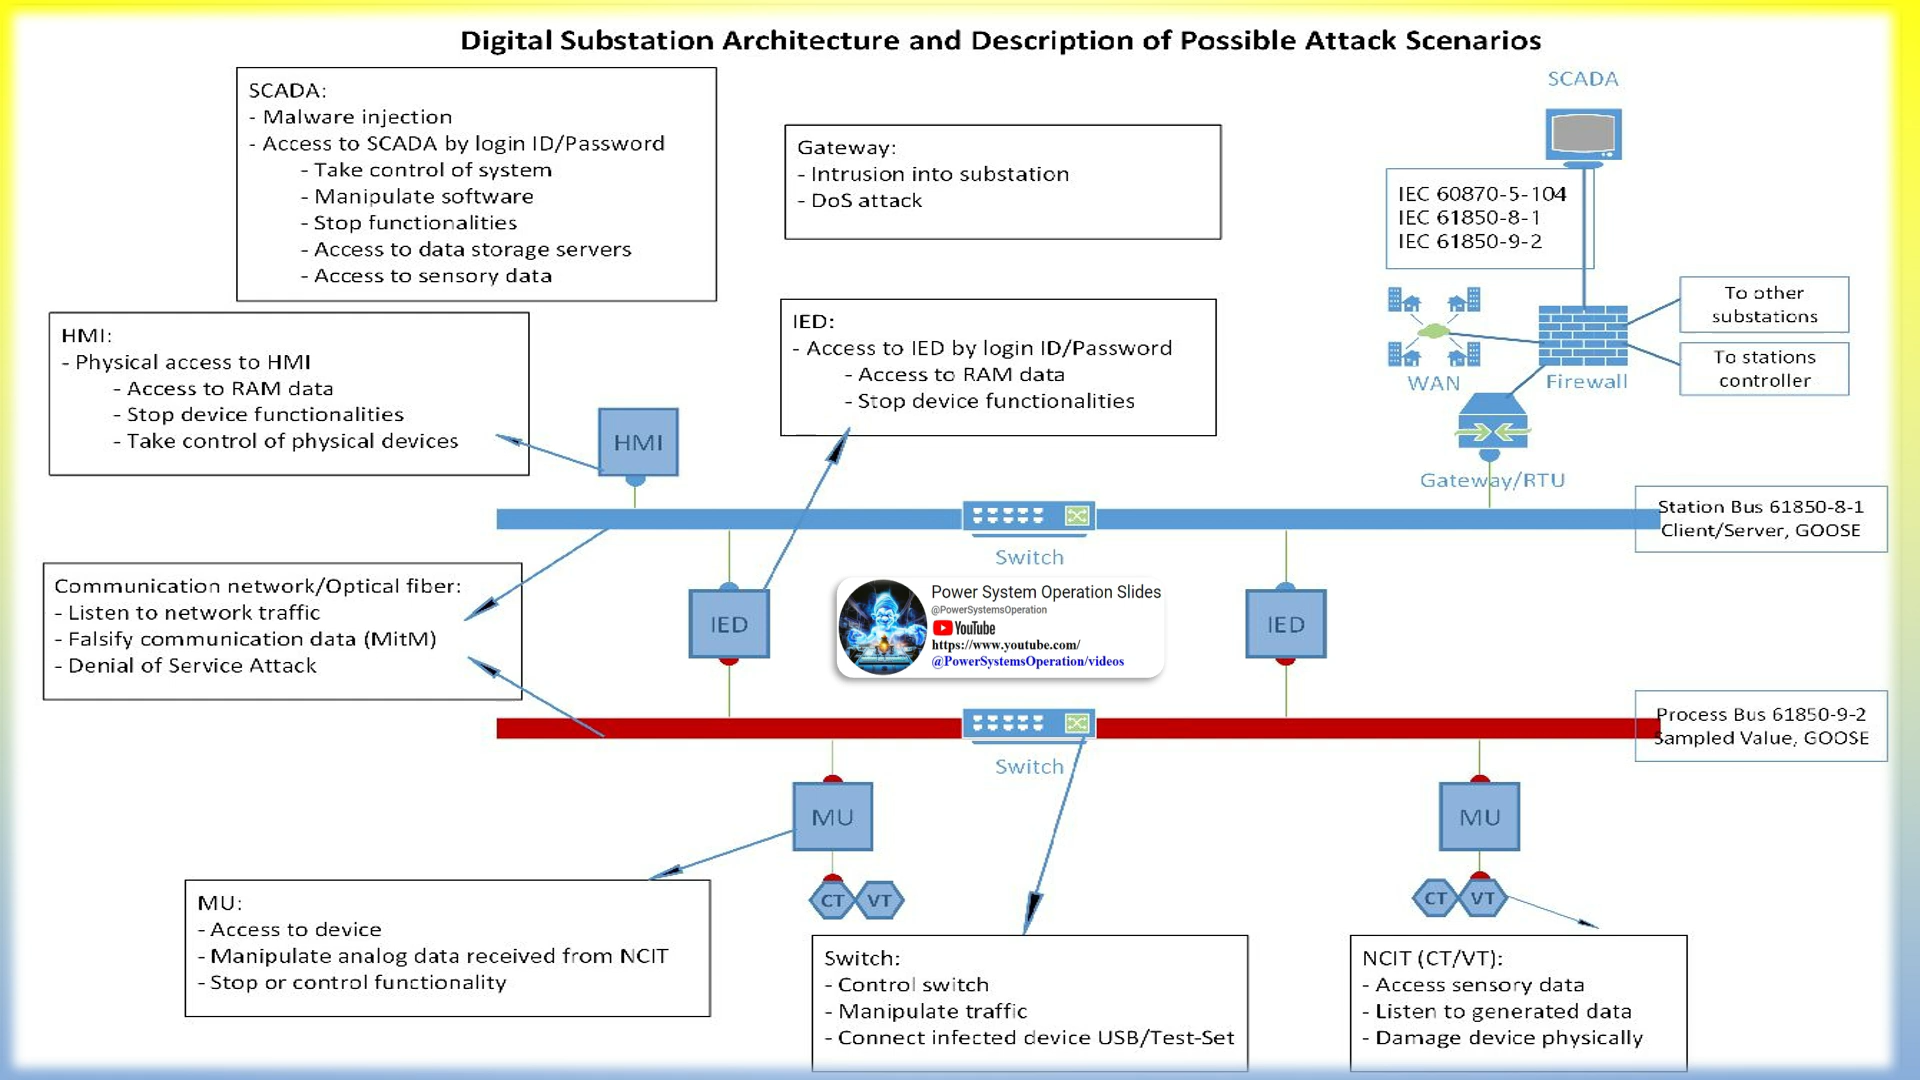 Digital Substation Architecture and Description of Possible Attack Scenarios
SCADA:
- Malware injection
- Access to SCADA by login ID/Password
- Take control of system
- Manipulate software
- Stop functionalities
- Access to data storage servers
- Access to sensory data
Gateway:
- Intrusion into substation
- DoS attack
SCADA
IEC 60870-5-104
IEC 61850-8-1
IEC 61850-9-2
To other
substations
To stations
controller
WAN
Firewall
Gateway/RTU
HMI:
- Physical access to HMI
- Access to RAM data
- Stop device functionalities
- Take control of physical devices
HMI
IED:
- Access to IED by login ID/Password
- Access to RAM data
- Stop device functionalities
Station Bus 61850-8-1
Client/Server, GOOSE
Switch
Communication network/Optical fiber:
- Listen to network traffic
- Falsify communication data (MitM)
- Denial of Service Attack
IED
Power System Operation Slides
@PowerSystemsOperation
YouTube
https://www.youtube.com/
@PowerSystemsOperation/videos
IED
Process Bus 61850-9-2
Sampled Value, GOOSE
Switch
MU
MU
CT
VT
CT
VT
MU:
- Access to device
- Manipulate analog data received from NCIT
- Stop or control functionality
Switch:
- Control switch
- Manipulate traffic
- Connect infected device USB/Test-Set
NCIT (CT/VT):
- Access sensory data
- Listen to generated data
- Damage device physically